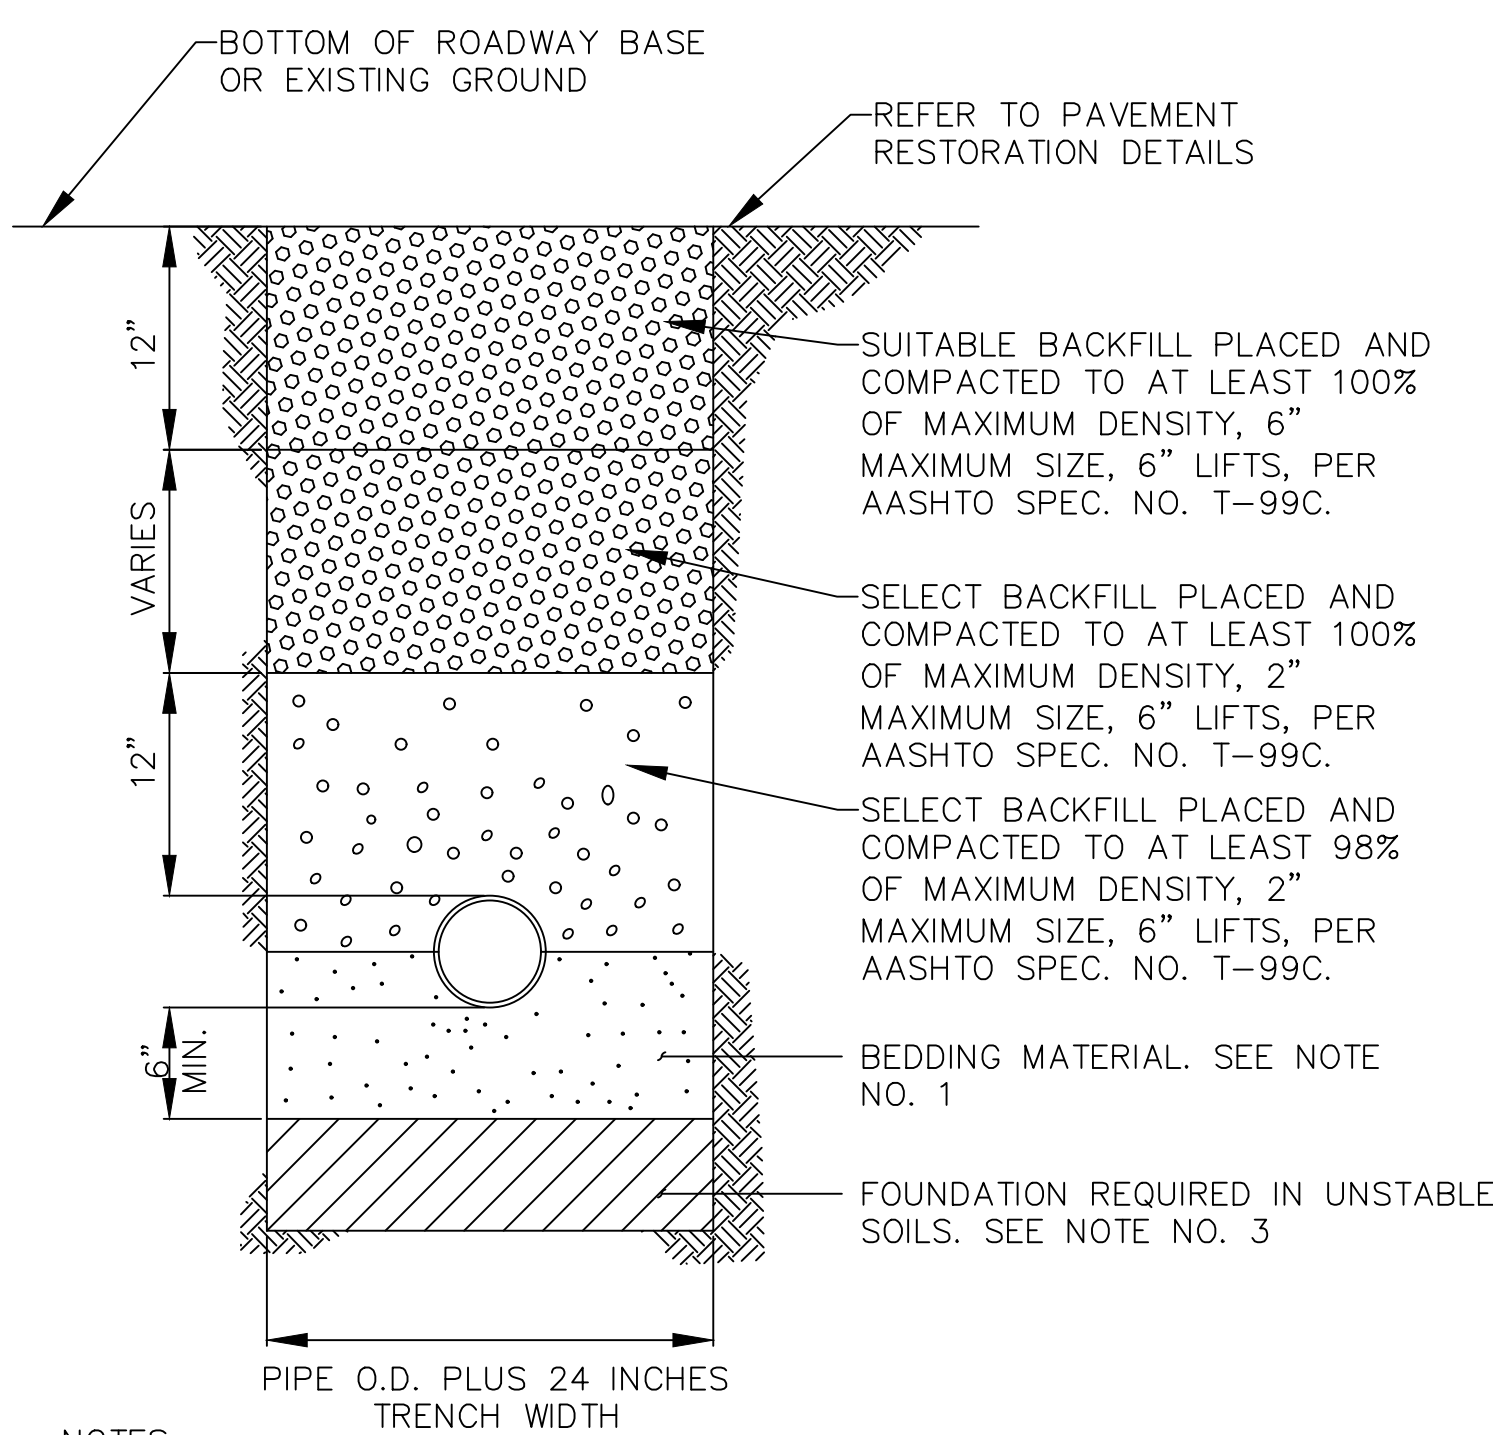 BOTTOM OF ROADWAY BASE
OR EXISTING GROUND
REFER TO PAVEMENT
RESTORATION DETAILS
12”
SUITABLE BACKFILL PLACED AND
COMPACTED TO AT LEAST 100%
OF MAXIMUM DENSITY, 6”
MAXIMUM SIZE, 6” LIFTS, PER
AASHTO SPEC. NO. T–99C.
VARIES
SELECT BACKFILL PLACED AND
COMPACTED TO AT LEAST 100%
OF MAXIMUM DENSITY, 2”
MAXIMUM SIZE, 6” LIFTS, PER
AASHTO SPEC. NO. T–99C.
12”
SELECT BACKFILL PLACED AND
COMPACTED TO AT LEAST 98%
OF MAXIMUM DENSITY, 2”
MAXIMUM SIZE, 6” LIFTS, PER
AASHTO SPEC. NO. T–99C.
6”
MIN.
BEDDING MATERIAL. SEE NOTE
NO. 1
FOUNDATION REQUIRED IN UNSTABLE
SOILS. SEE NOTE NO. 3
PIPE O.D. PLUS 24 INCHES
TRENCH WIDTH
NOTES